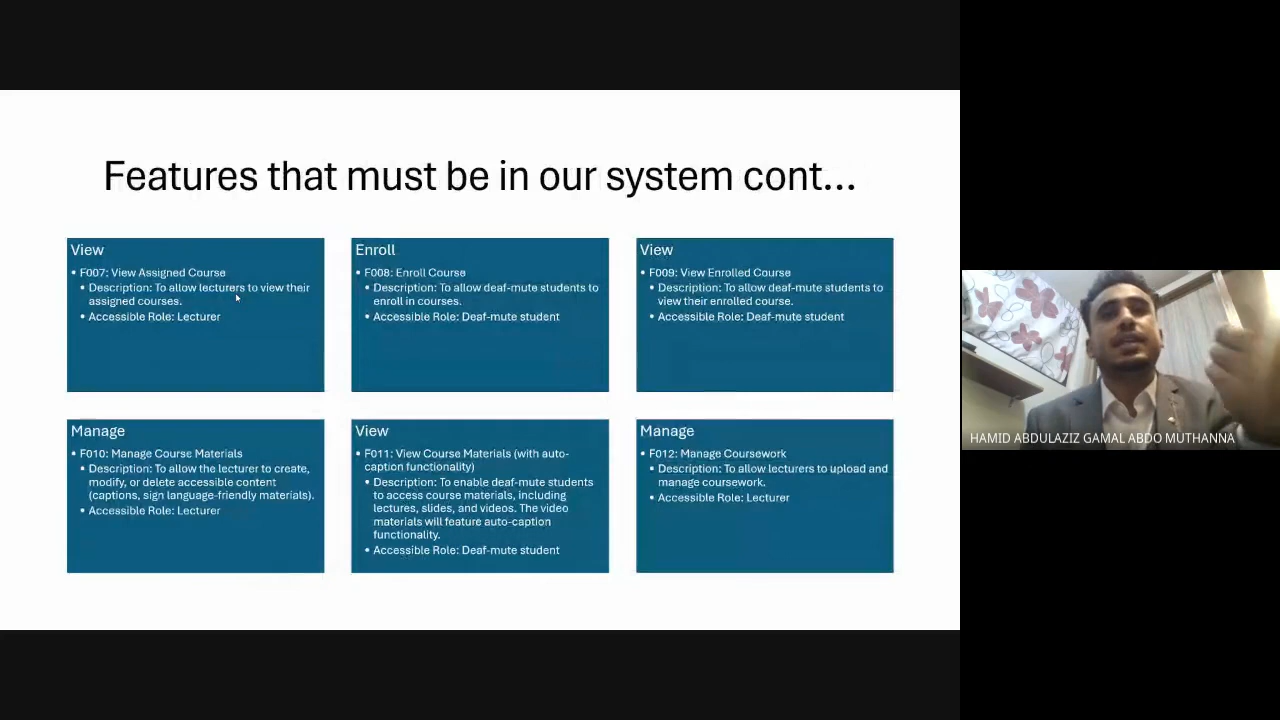 Features that must be in our system cont...
View
• F007: View Assigned Course
• Description: To allow lecturers to view their
assigned courses.
• Accessible Role: Lecturer
Enroll
• F008: Enroll Course
• Description: To allow deaf-mute students to
enroll in courses.
• Accessible Role: Deaf-mute student
View
• F009: View Enrolled Course
• Description: To allow deaf-mute students to
view their enrolled course.
• Accessible Role: Deaf-mute student
Manage
• F010: Manage Course Materials
• Description: To allow the lecturer to create,
modify, or delete accessible content
(captions, sign language-friendly materials).
• Accessible Role: Lecturer
View
• F011: View Course Materials (with auto-
caption functionality)
• Description: To enable deaf-mute students
to access course materials, including
lectures, slides, and videos. The video
materials will feature auto-caption
functionality.
• Accessible Role: Deaf-mute student
Manage
• F012: Manage Coursework
• Description: To allow lecturers to upload and
manage coursework.
• Accessible Role: Lecturer
HAMID ABDULAZIZ GAMAL ABDO MUTHANNA